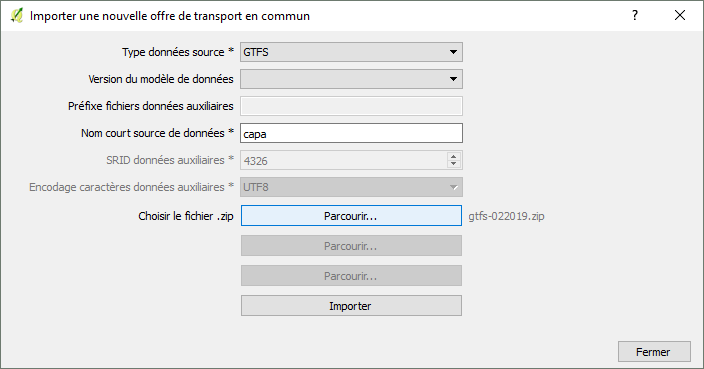 Importer une nouvelle offre de transport en commun
?
Type données source *
GTFS
Version du modèle de données
Préfixe fichiers données auxiliaires
Nom court source de données *
capa
SRID données auxiliaires *
4326
Encodage caractères données auxiliaires *
UTF8
Choisir le fichier .zip
Parcourir...
gtfs-022019.zip
Parcourir...
Parcourir...
Importer
Fermer